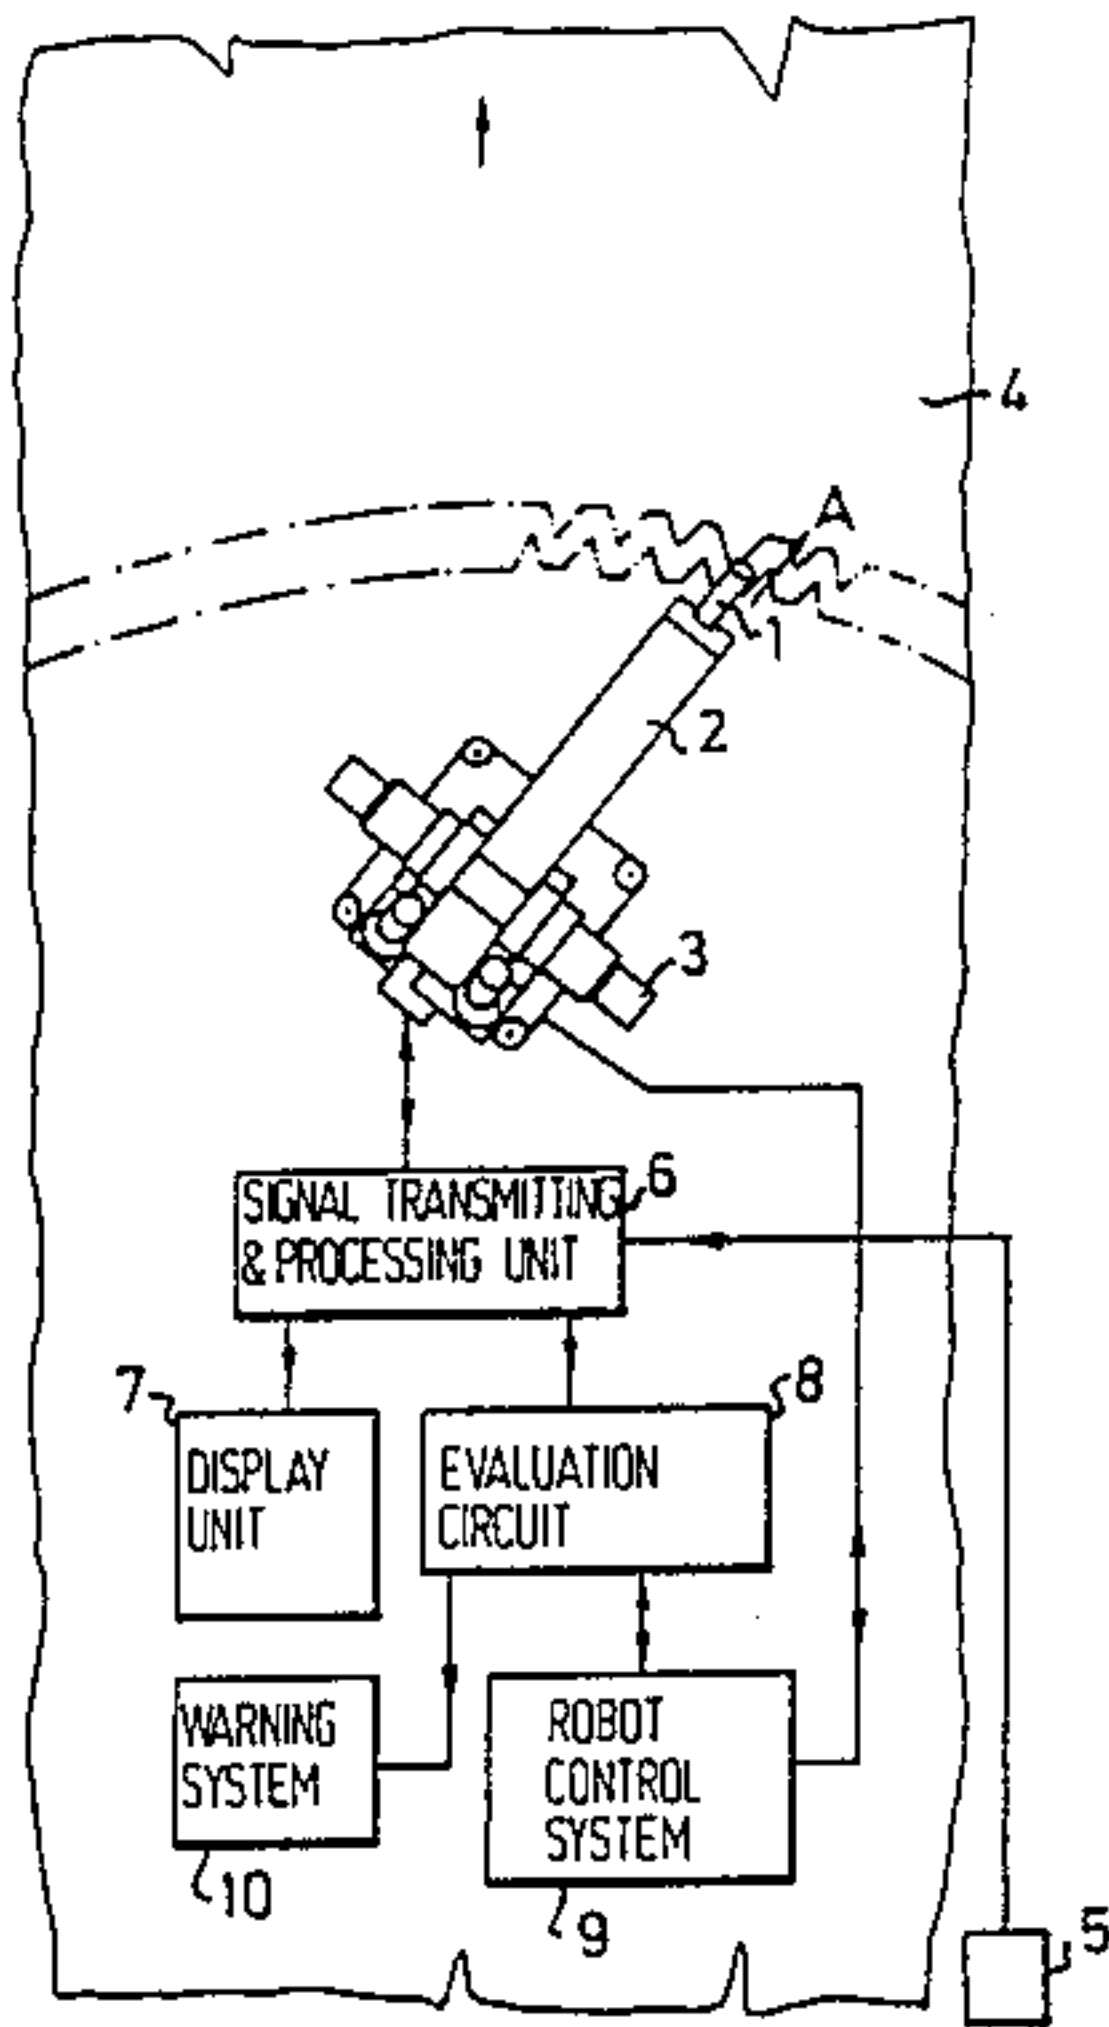 4
A
1
2
3
6
SIGNAL TRANSMITTING
& PROCESSING UNIT
7
8
DISPLAY
UNIT
EVALUATION
CIRCUIT
WARNING
SYSTEM
ROBOT
CONTROL
SYSTEM
10
9
5